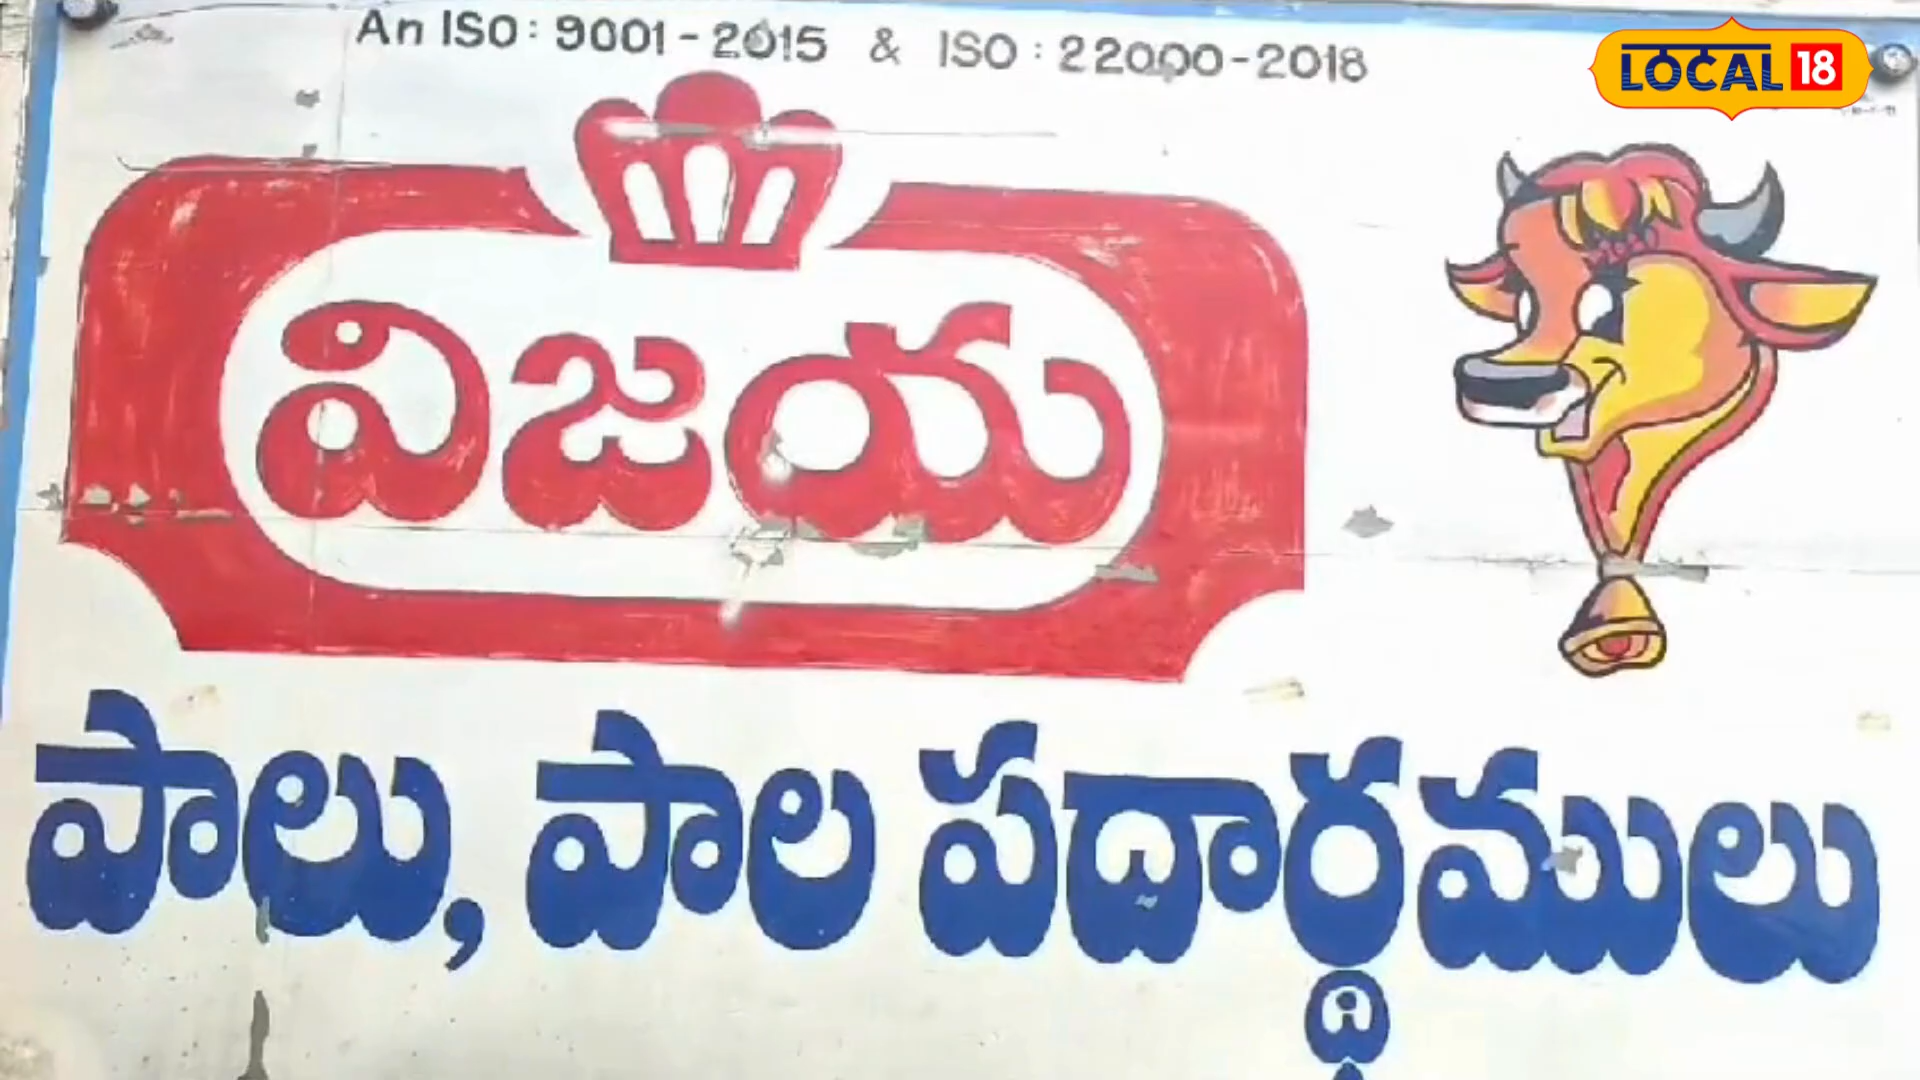 An ISO : 9001 - 2015 & ISO : 22000-2018
LOCAL 18
విజయ
పాలు, పాల పదార్థములు